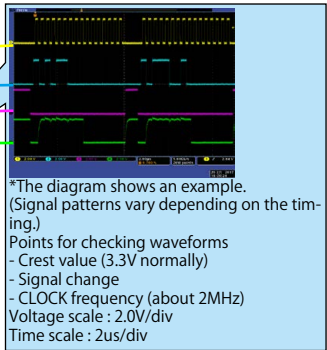 *The diagram shows an example.
(Signal patterns vary depending on the tim-
ing.)
Points for checking waveforms
- Crest value (3.3V normally)
- Signal change
- CLOCK frequency (about 2MHz)
Voltage scale : 2.0V/div
Time scale : 2us/div